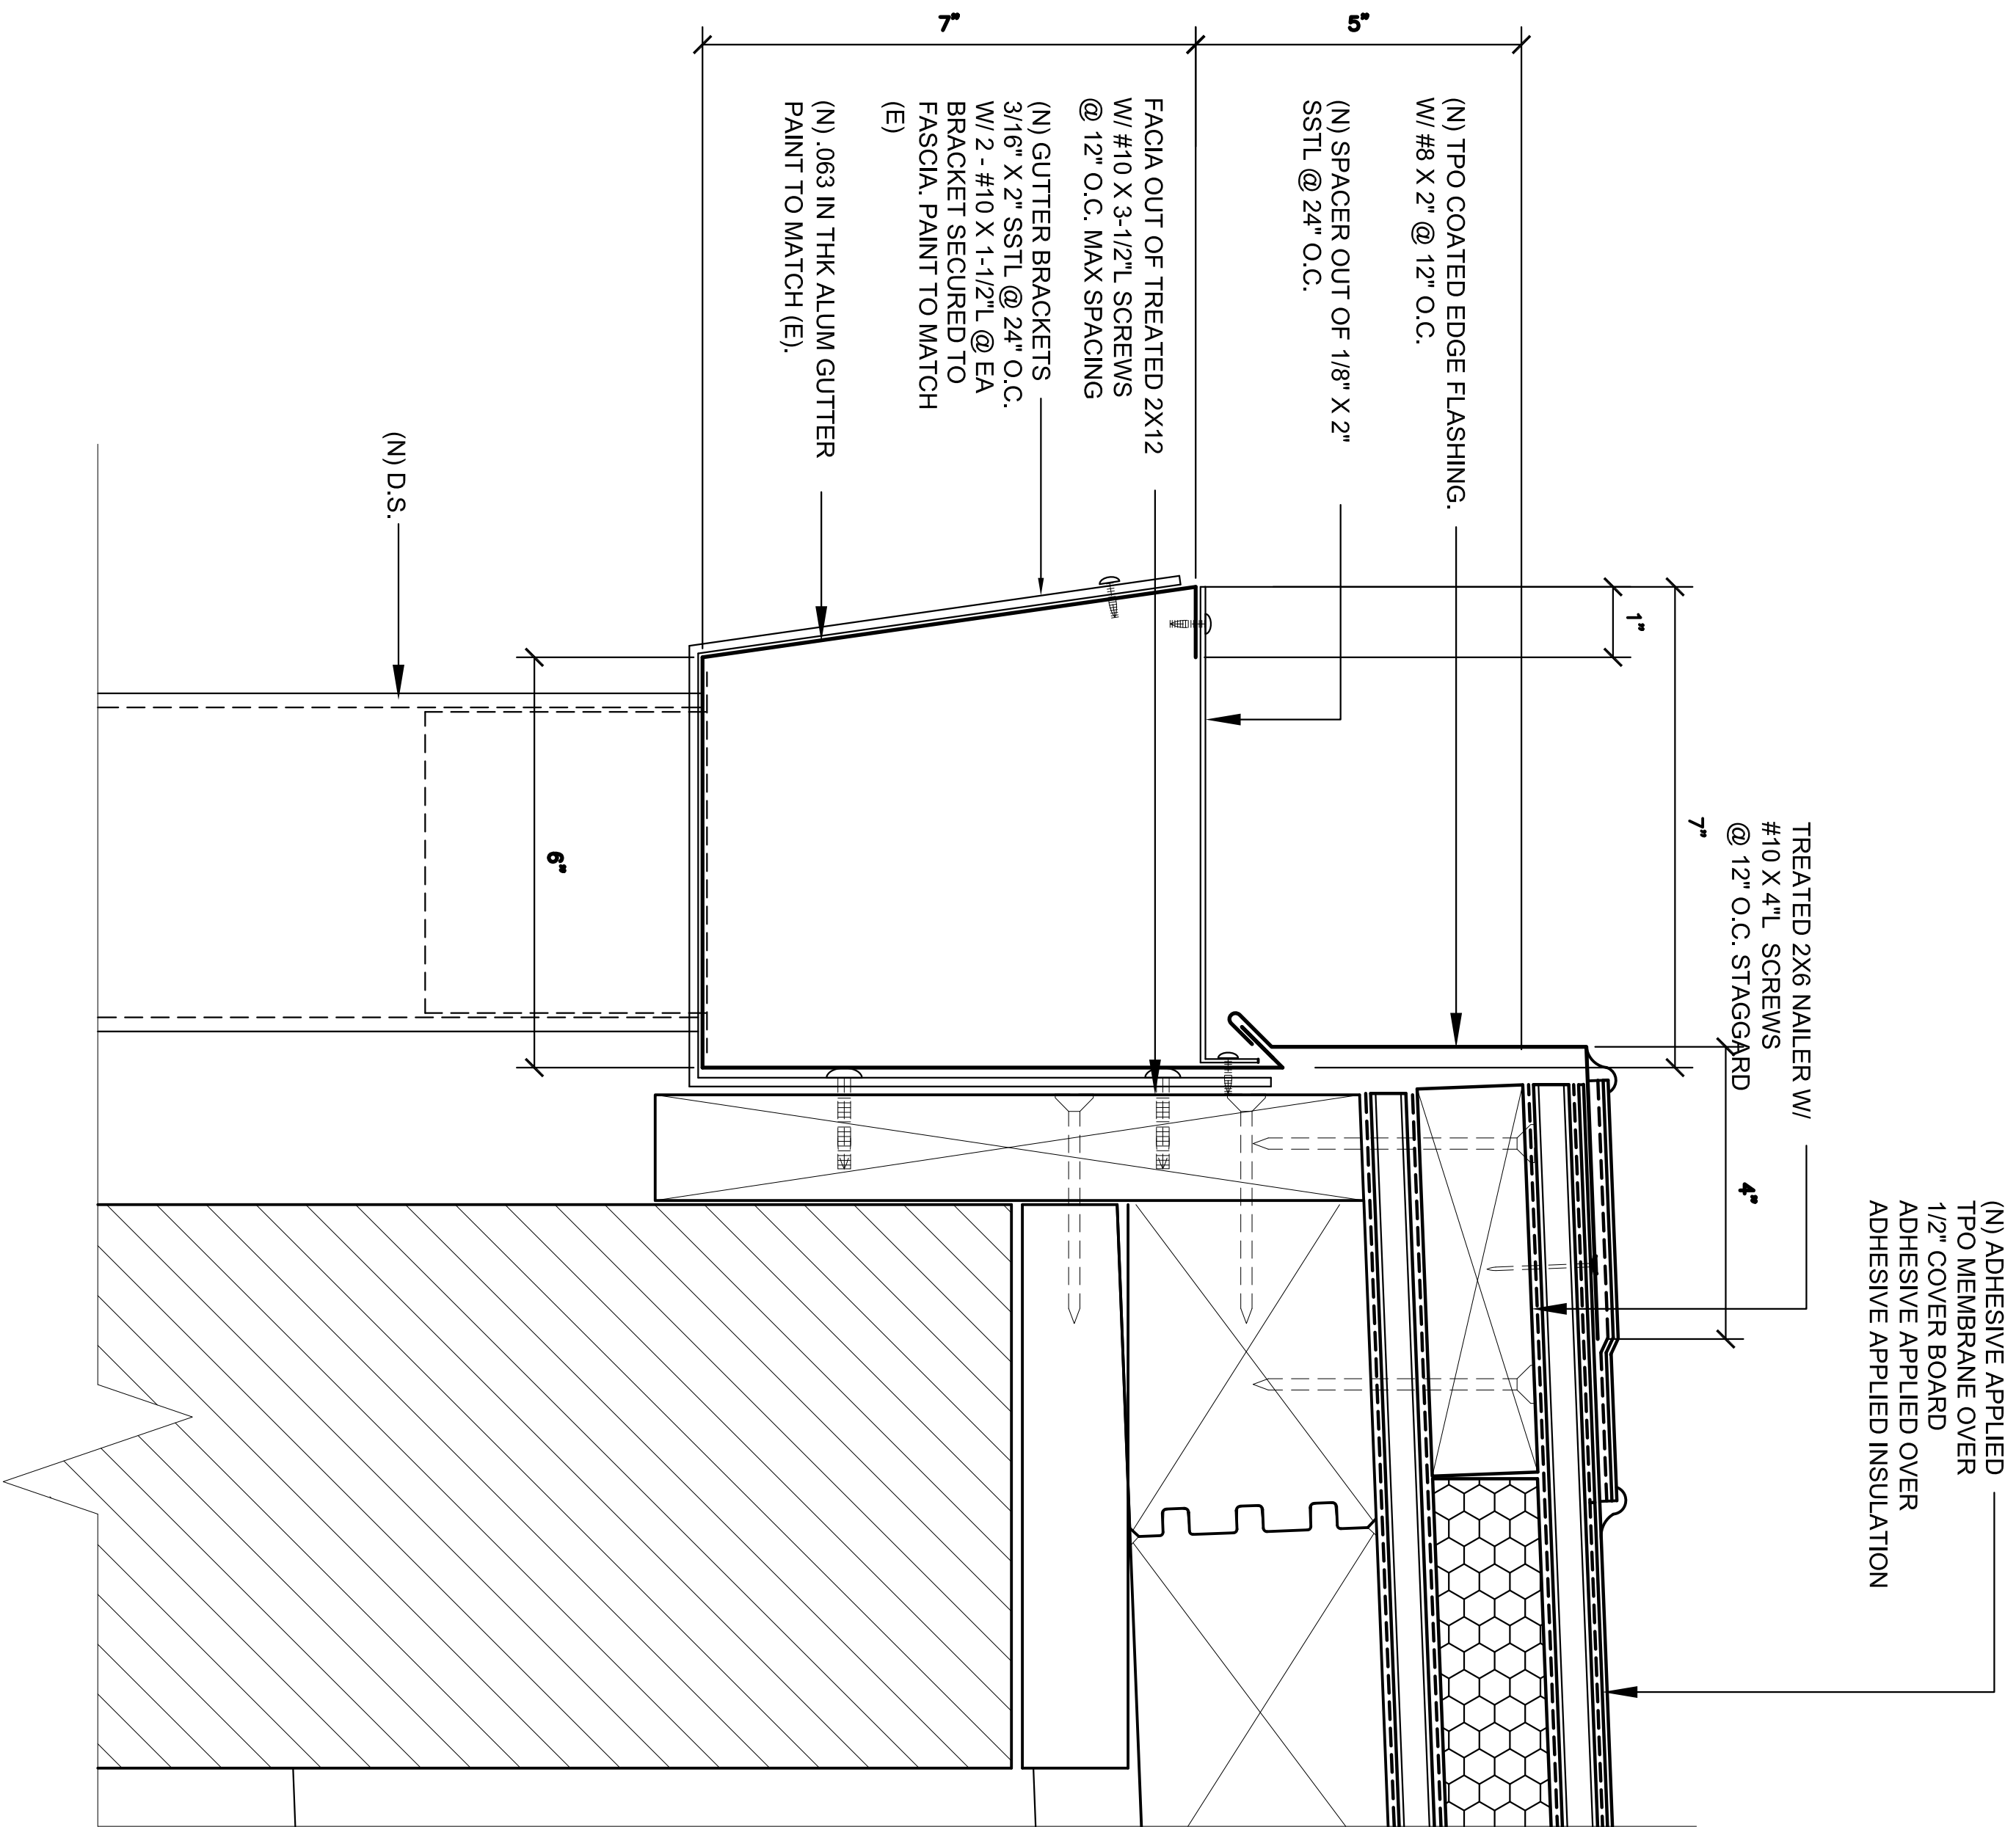 (N) ADHESIVE APPLIED
TPO MEMBRANE OVER
1/2" COVER BOARD
ADHESIVE APPLIED OVER
ADHESIVE APPLIED INSULATION
TREATED 2X6 NAILER W/
#10 X 4"L SCREWS
@ 12" O.C. STAGGARD
4"
7"
1"
5"
(N) TPO COATED EDGE FLASHING.
W/ #8 X 2" @ 12" O.C.
(N) SPACER OUT OF 1/8" X 2"
SSTL @ 24" O.C.
FACIA OUT OF TREATED 2X12
W/ #10 X 3-1/2"L SCREWS
@ 12" O.C. MAX SPACING
(N) GUTTER BRACKETS
3/16" X 2" SSTL @ 24" O.C.
W/ 2 - #10 X 1-1/2"L @ EA
BRACKET SECURED TO
FASCIA. PAINT TO MATCH
(E)
7"
(N) .063 IN THK ALUM GUTTER
PAINT TO MATCH (E).
6"
(N) D.S.